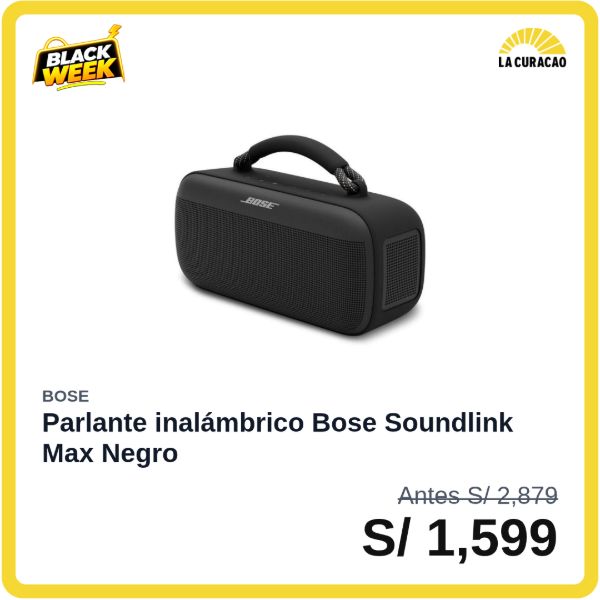 BLACK
WEEK
LA CURACAO
BOSE
BOSE
Parlante inalámbrico Bose Soundlink
Max Negro
Antes S/ 2,879
S/ 1,599